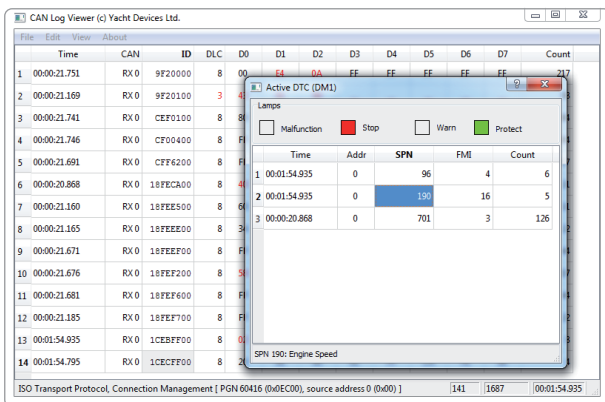 CAN Log Viewer (c) Yacht Devices Ltd.
File Edit View About
Time CAN ID DLC D0 D1 D2 D3 D4 D5 D6 D7 Count
1 00:00:21.751 RX 0 9F20000 8 00 E4 0A FF FF FF FF FF 217
2 00:00:21.169 RX 0 9F20100 3
3 00:00:21.741 RX 0 CEF0100 8
4 00:00:21.746 RX 0 CF00400 8
5 00:00:21.691 RX 0 CFF6200 8
6 00:00:20.868 RX 0 18FECA00 8
7 00:00:21.160 RX 0 18FEE500 8
8 00:00:21.165 RX 0 18FEEE00 8
9 00:00:21.671 RX 0 18FEEF00 8
10 00:00:21.676 RX 0 18FEF200 8
11 00:00:21.681 RX 0 18FEF600 8
12 00:00:21.185 RX 0 18FEF700 8
13 00:01:54.935 RX 0 1CEBFF00 8
14 00:01:54.795 RX 0 1CECFF00 8
Active DTC (DM1)
Lamps
Malfunction Stop Warn Protect
Time Addr SPN FMI Count
1 00:01:54.935 0 96 4 6
2 00:01:54.935 0 190 16 5
3 00:00:20.868 0 701 3 126
SPN 190: Engine Speed
ISO Transport Protocol, Connection Management [ PGN 60416 (0x0EC00), source address 0 (0x00) ] 141 1687 00:01:54.935